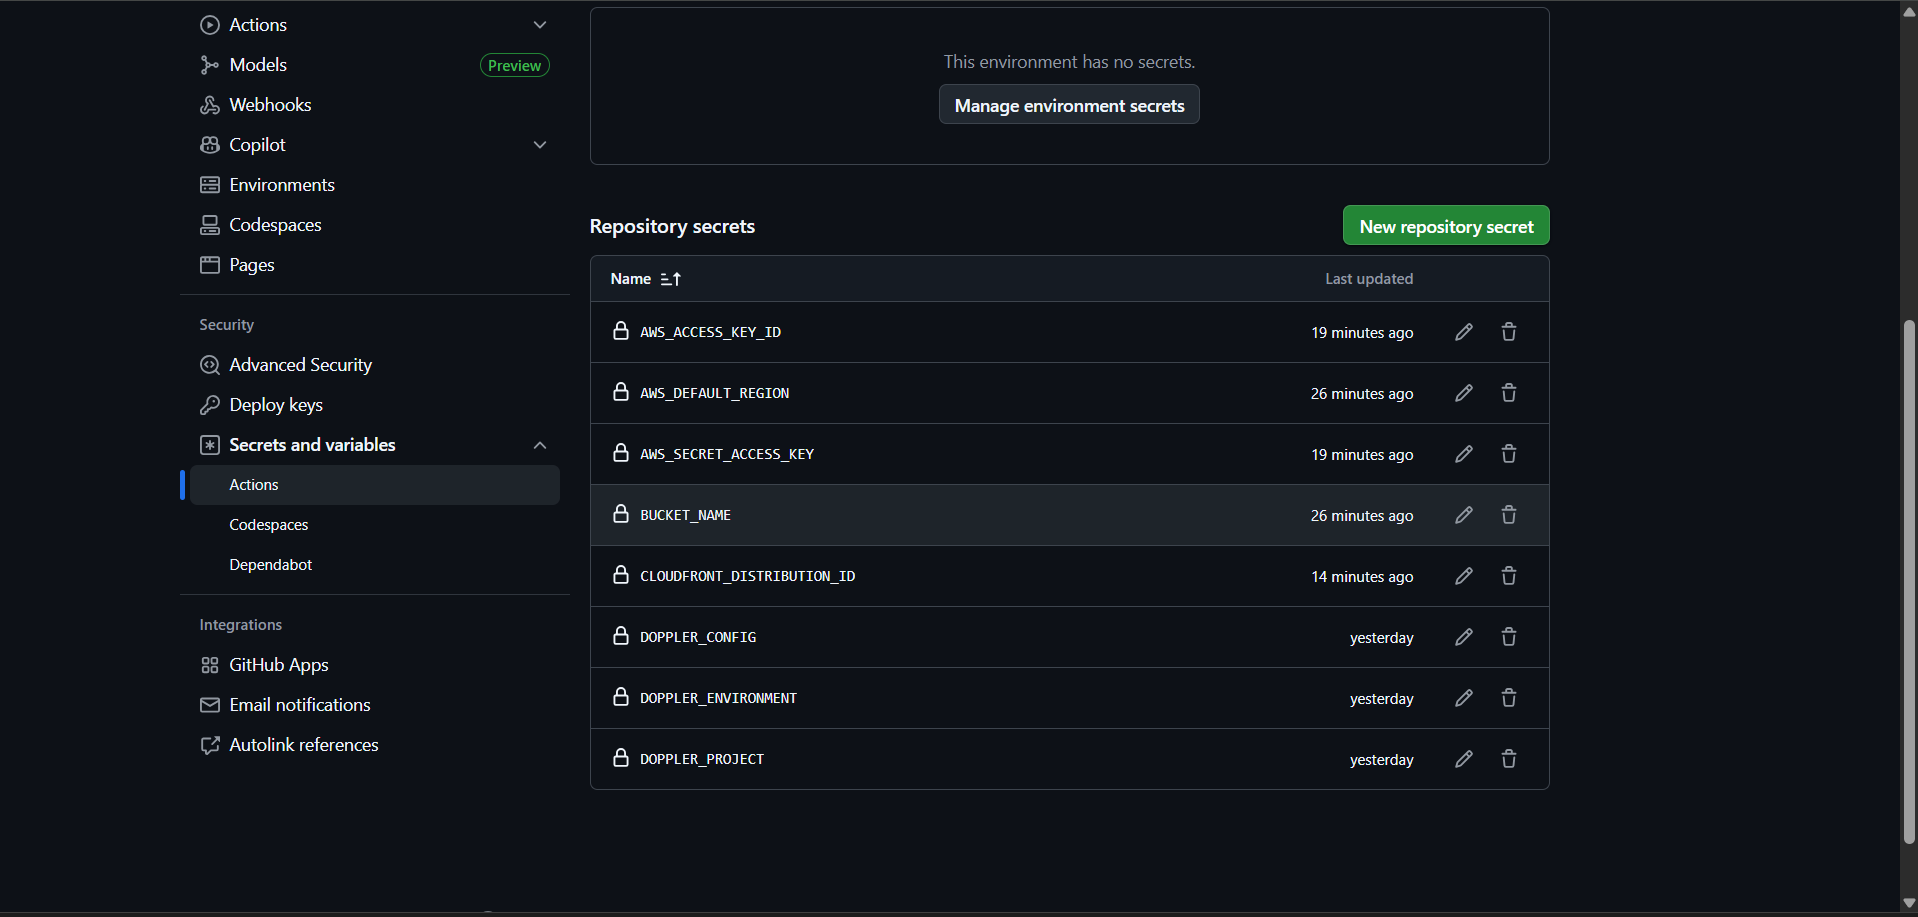 Actions
Models
Preview
Webhooks
Copilot
Environments
Codespaces
Pages
Security
Advanced Security
Deploy keys
Secrets and variables
Actions
Codespaces
Dependabot
Integrations
GitHub Apps
Email notifications
Autolink references
This environment has no secrets.
Manage environment secrets
Repository secrets
New repository secret
Name Last updated
AWS_ACCESS_KEY_ID 19 minutes ago
AWS_DEFAULT_REGION 26 minutes ago
AWS_SECRET_ACCESS_KEY 19 minutes ago
BUCKET_NAME 26 minutes ago
CLOUDFRONT_DISTRIBUTION_ID 14 minutes ago
DOPPLER_CONFIG yesterday
DOPPLER_ENVIRONMENT yesterday
DOPPLER_PROJECT yesterday